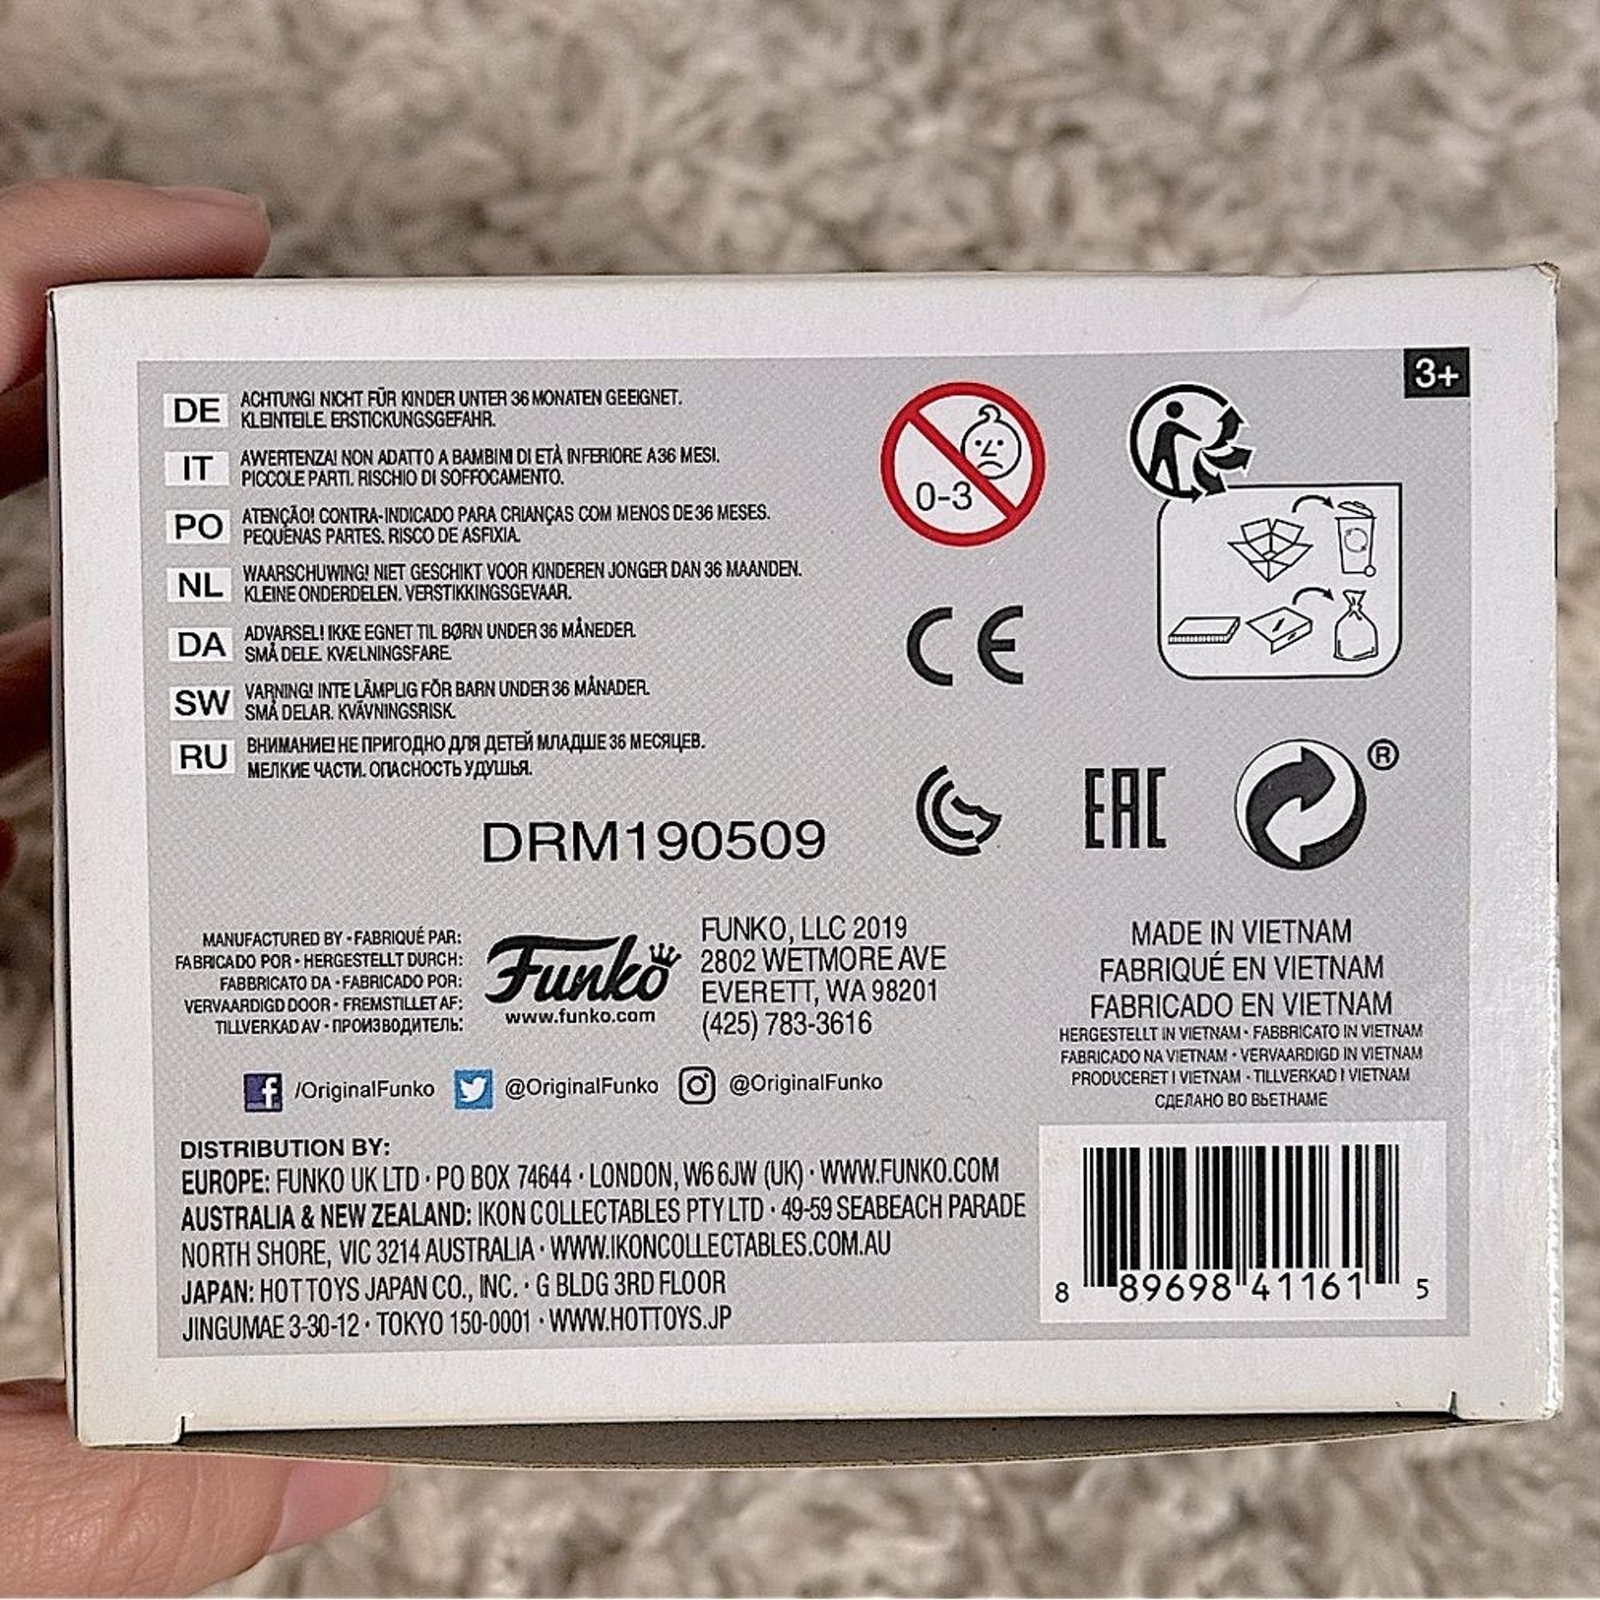 3+
DE
ACHTUNG! NICHT FÜR KINDER UNTER 36 MONATEN GEEIGNET.
KLEINTEILE. ERSTICKUNGSGEFAHR.
IT
AVVERTENZA! NON ADATTO A BAMBINI DI ETÀ INFERIORE A 36 MESI.
PICCOLE PARTI. RISCHIO DI SOFFOCAMENTO.
PO
ATENÇÃO! CONTRA-INDICADO PARA CRIANÇAS COM MENOS DE 36 MESES.
PEQUENAS PARTES. RISCO DE ASFIXIA.
NL
WAARSCHUWING! NIET GESCHIKT VOOR KINDEREN JONGER DAN 36 MAANDEN.
KLEINE ONDERDELEN. VERSTIKKINGSGEVAAR.
DA
ADVARSEL! IKKE EGNET TIL BØRN UNDER 36 MÅNEDER.
SMÅ DELE. KVÆLNINGSFARE.
SW
VARNING! INTE LÄMPLIG FÖR BARN UNDER 36 MÅNADER.
SMÅ DELAR. KVÄVNINGSRISK.
RU
ВНИМАНИЕ! НЕ ПРИГОДНО ДЛЯ ДЕТЕЙ МЛАДШЕ 36 МЕСЯЦЕВ.
МЕЛКИЕ ЧАСТИ. ОПАСНОСТЬ УДУШЬЯ.
0-3
CE
EAC
®
DRM190509
MANUFACTURED BY • FABRIQUÉ PAR:
FABRICADO POR • HERGESTELLT DURCH:
FABBRICATO DA • FABRICADO POR:
VERVAARDIGD DOOR • FREMSTILLET AF:
TILLVERKAD AV • ПРОИЗВОДИТЕЛЬ:
Funko
www.funko.com
FUNKO, LLC 2019
2802 WETMORE AVE
EVERETT, WA 98201
(425) 783-3616
MADE IN VIETNAM
FABRIQUÉ EN VIETNAM
FABRICADO EN VIETNAM
HERGESTELLT IN VIETNAM • FABBRICATO IN VIETNAM
FABRICADO NA VIETNAM • VERVAARDIGD IN VIETNAM
PRODUCERET I VIETNAM • TILLVERKAD I VIETNAM
СДЕЛАНО ВО ВЬЕТНАМЕ
/OriginalFunko @OriginalFunko @OriginalFunko
DISTRIBUTION BY:
EUROPE: FUNKO UK LTD • PO BOX 74644 • LONDON, W6 6JW (UK) • WWW.FUNKO.COM
AUSTRALIA & NEW ZEALAND: IKON COLLECTABLES PTY LTD • 49-59 SEABEACH PARADE
NORTH SHORE, VIC 3214 AUSTRALIA • WWW.IKONCOLLECTABLES.COM.AU
JAPAN: HOT TOYS JAPAN CO., INC. • G BLDG 3RD FLOOR
JINGUMAE 3-30-12 • TOKYO 150-0001 • WWW.HOTTOYS.JP
8 89698 41161 5